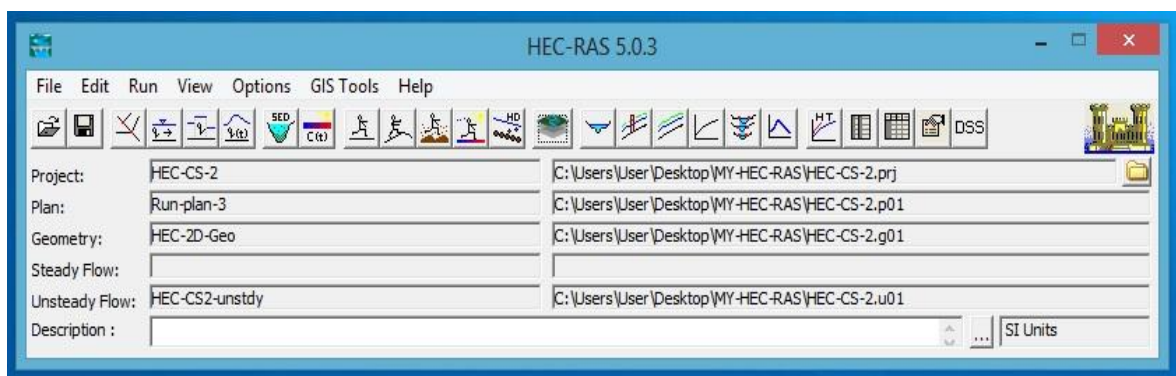 HEC-RAS 5.0.3
File Edit Run View Options GIS Tools Help
SED C(t) HD HT DSS
Project: HEC-CS-2 C:\Users\User\Desktop\MY-HEC-RAS\HEC-CS-2.prj
Plan: Run-plan-3 C:\Users\User\Desktop\MY-HEC-RAS\HEC-CS-2.p01
Geometry: HEC-2D-Geo C:\Users\User\Desktop\MY-HEC-RAS\HEC-CS-2.g01
Steady Flow:
Unsteady Flow: HEC-CS2-unstdy C:\Users\User\Desktop\MY-HEC-RAS\HEC-CS-2.u01
Description : ... SI Units